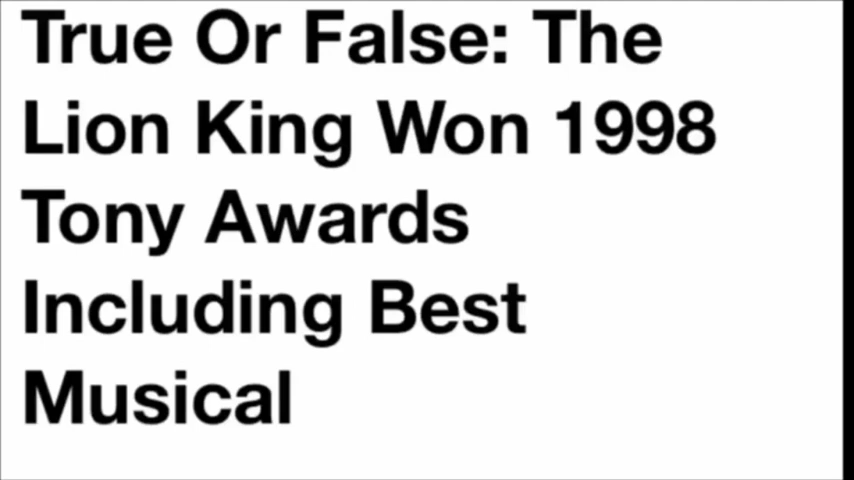 True Or False: The
Lion King Won 1998
Tony Awards
Including Best
Musical